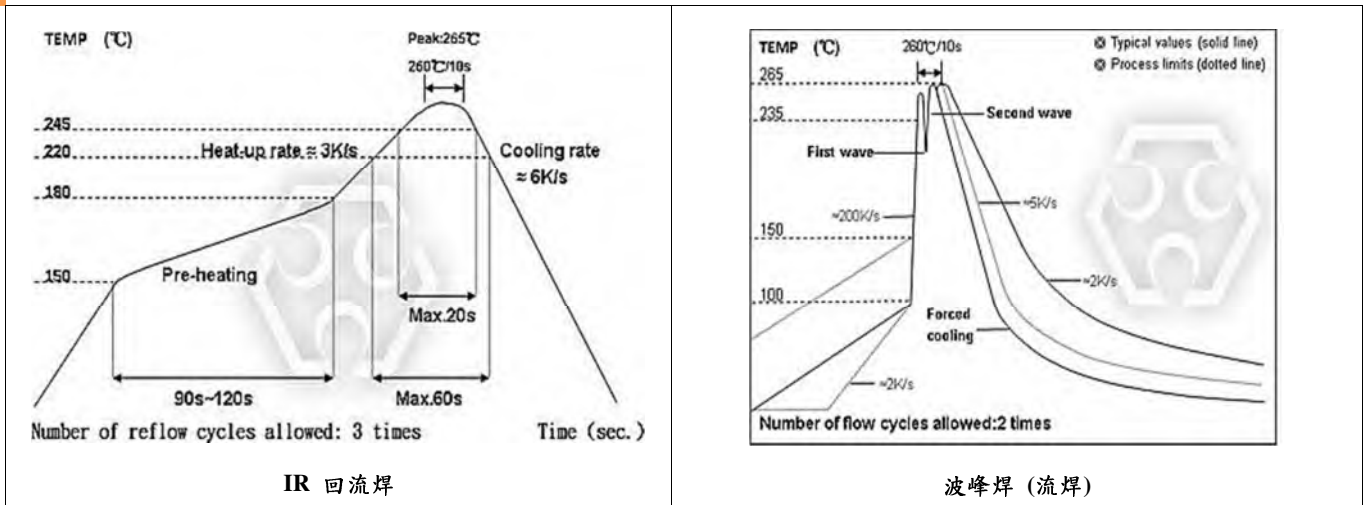 TEMP (℃)
Peak:265℃
260℃/10s
245
Heat-up rate ≈ 3K/s
Cooling rate
≈ 6K/s
220
180
150
Pre-heating
Max.20s
90s~120s
Max.60s
Number of reflow cycles allowed: 3 times
Time (sec.)
IR 回流焊
TEMP (℃)
260℃/10s
Typical values (solid line)
Process limits (dotted line)
265
235
Second wave
First wave
≈200K/s
≈5K/s
150
≈2K/s
100
Forced
cooling
≈2K/s
Number of flow cycles allowed:2 times
波峰焊 (流焊)